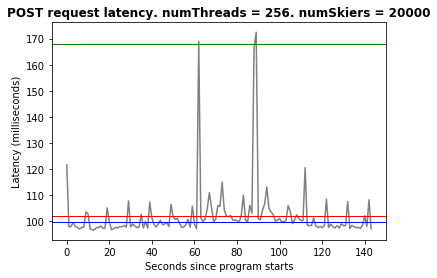 POST request latency. numThreads = 256. numSkiers = 20000
170
160
150
140
130
120
110
100
Latency (milliseconds)
0 20 40 60 80 100 120 140
Seconds since program starts